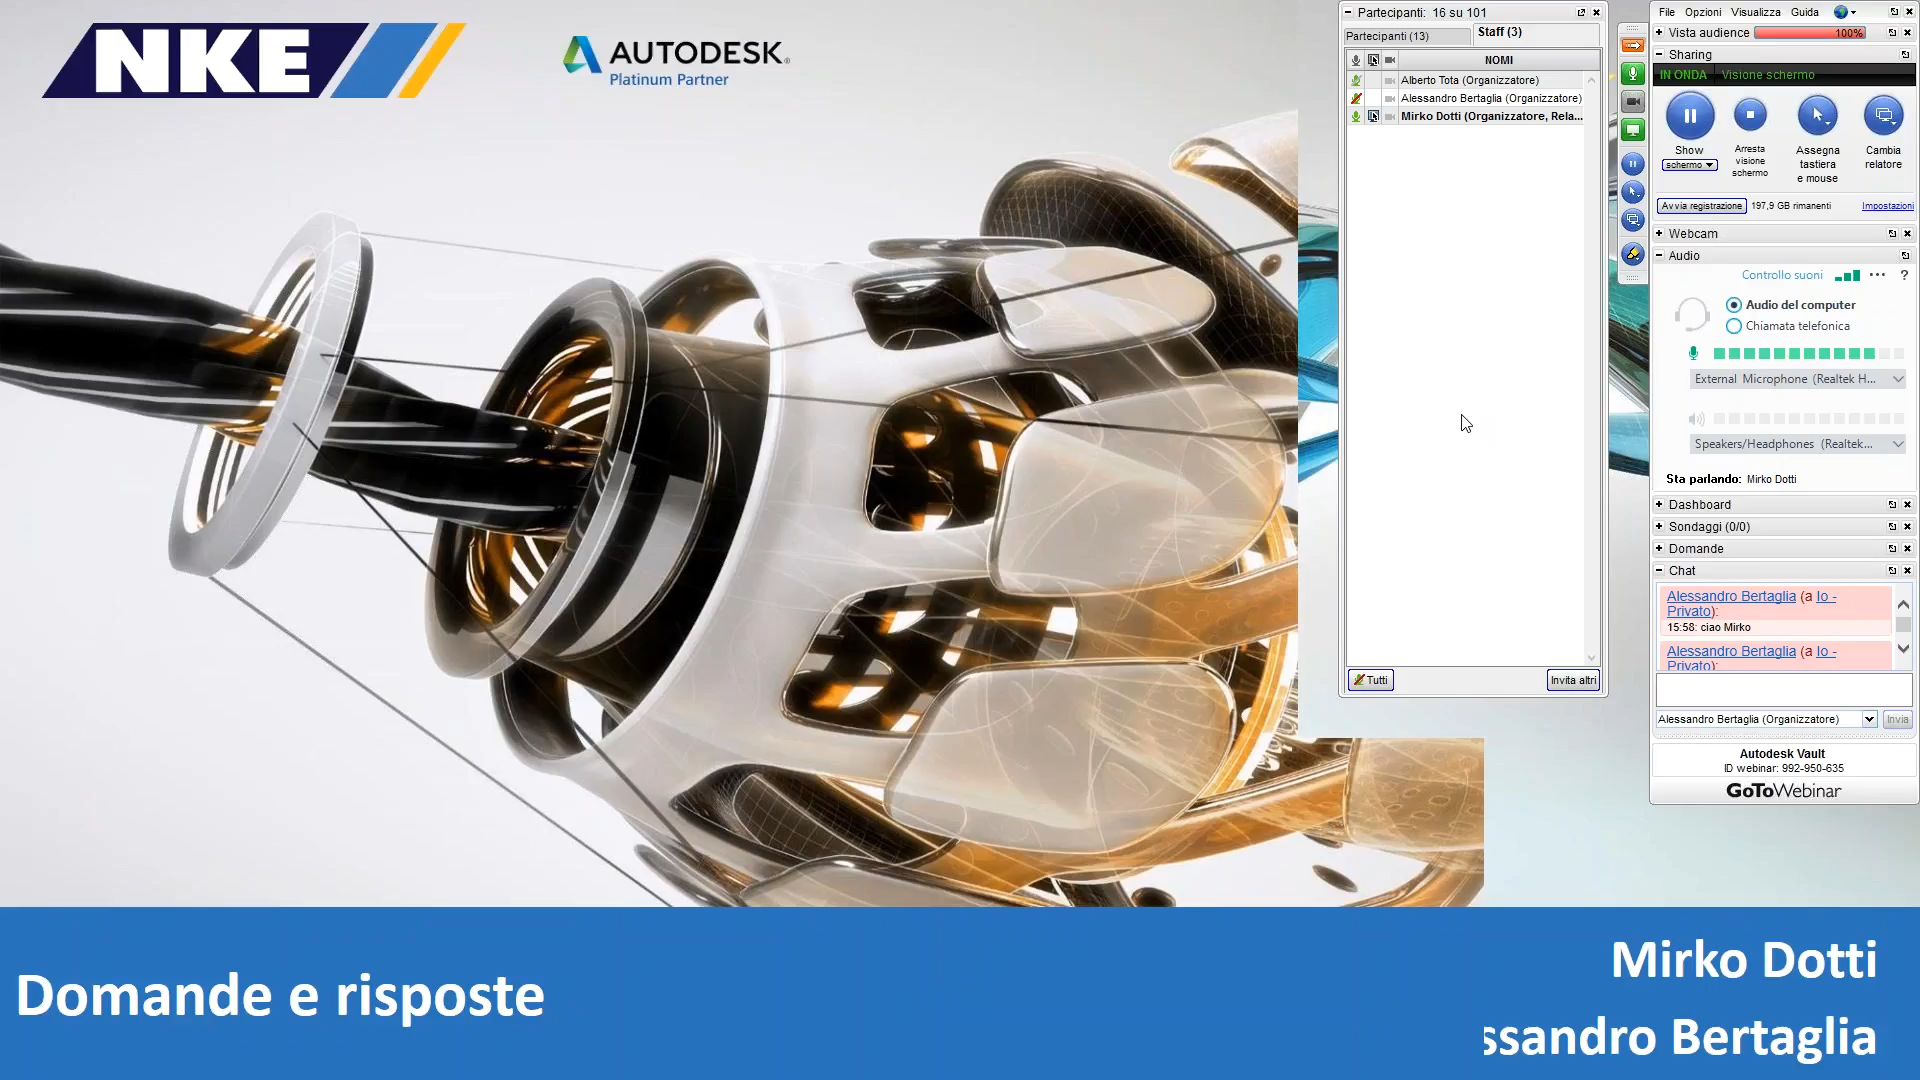 NKE
AUTODESK®
Platinum Partner
Domande e risposte
Mirko Dotti
ssandro Bertaglia
Partecipanti: 16 su 101
Partecipanti (13)
Staff (3)
NOMI
Alberto Tota (Organizzatore)
Alessandro Bertaglia (Organizzatore)
Mirko Dotti (Organizzatore, Rela...
Tutti
Invita altri
File Opzioni Visualizza Guida
Vista audience 100%
Sharing
IN ONDA Visione schermo
Show
schermo
Arresta
visione
schermo
Assegna
tastiera
e mouse
Cambia
relatore
Avvia registrazione 197,9 GB rimanenti Impostazioni
Webcam
Audio
Controllo suoni ... ?
Audio del computer
Chiamata telefonica
External Microphone (Realtek H...
Speakers/Headphones (Realtek...
Sta parlando: Mirko Dotti
Dashboard
Sondaggi (0/0)
Domande
Chat
Alessandro Bertaglia (a Io -
Privato):
15:58: ciao Mirko
Alessandro Bertaglia (a Io -
Privato):
Alessandro Bertaglia (Organizzatore)
Invia
Autodesk Vault
ID webinar: 992-950-635
GoToWebinar